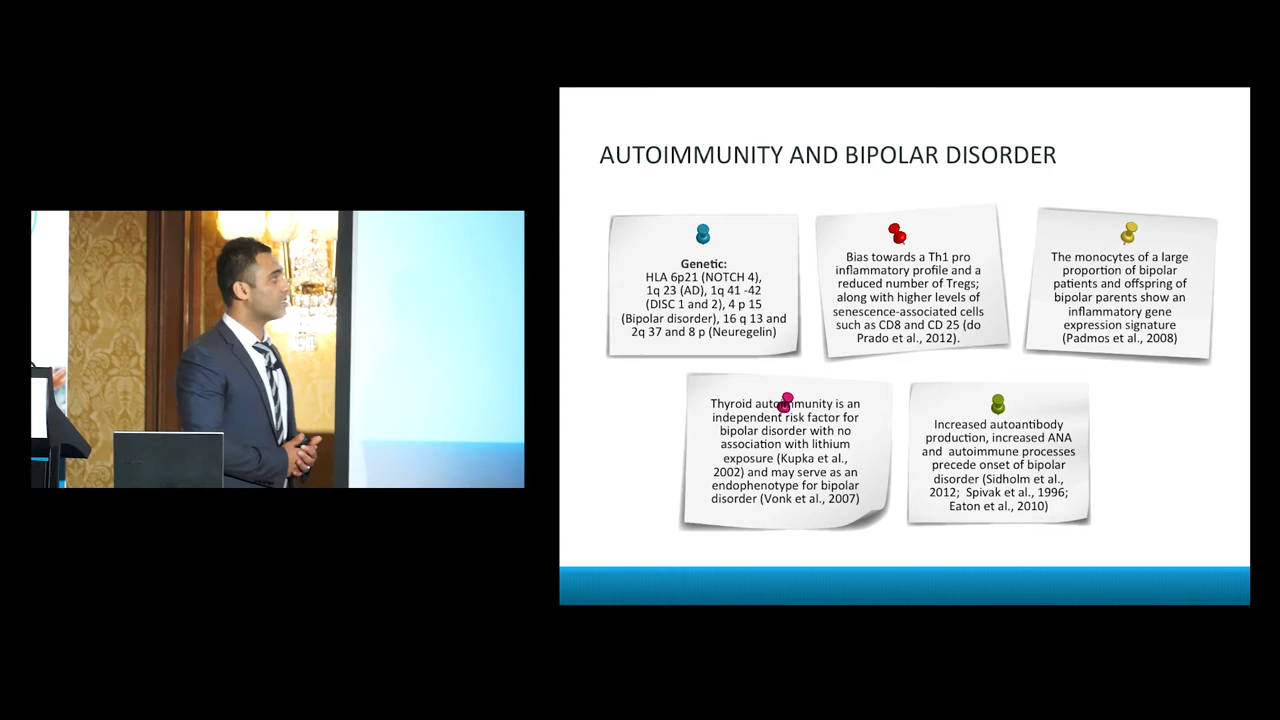 AUTOIMMUNITY AND BIPOLAR DISORDER
Genetic:
HLA 6p21 (NOTCH 4),
1q 23 (AD), 1q 41 -42
(DISC 1 and 2), 4 p 15
(Bipolar disorder), 16 q 13 and
2q 37 and 8 p (Neuregelin)
Bias towards a Th1 pro
inflammatory profile and a
reduced number of Tregs;
along with higher levels of
senescence-associated cells
such as CD8 and CD 25 (do
Prado et al., 2012).
The monocytes of a large
proportion of bipolar
patients and offspring of
bipolar parents show an
inflammatory gene
expression signature
(Padmos et al., 2008)
Thyroid autoimmunity is an
independent risk factor for
bipolar disorder with no
association with lithium
exposure (Kupka et al.,
2002) and may serve as an
endophenotype for bipolar
disorder (Vonk et al., 2007)
Increased autoantibody
production, increased ANA
and autoimmune processes
precede onset of bipolar
disorder (Sidholm et al.,
2012; Spivak et al., 1996;
Eaton et al., 2010)